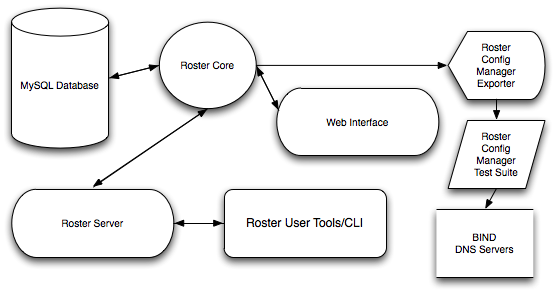 MySQL Database
Roster Core
Roster
Config
Manager
Exporter
Web Interface
Roster
Config
Manager
Test Suite
Roster Server
Roster User Tools/CLI
BIND
DNS Servers